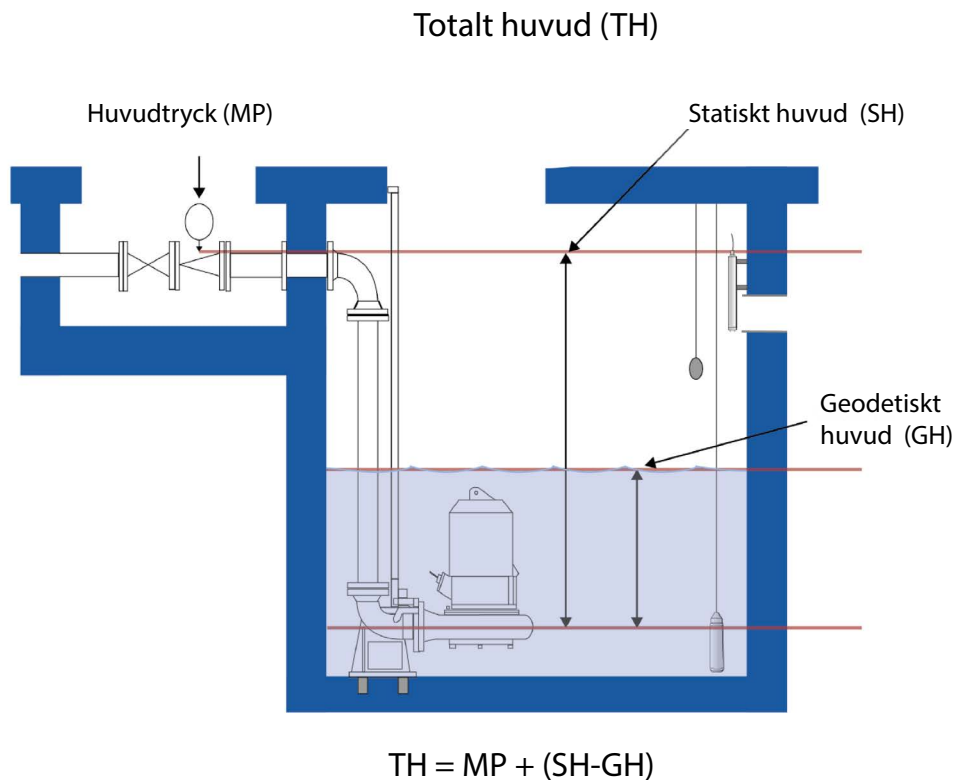 Totalt huvud (TH)
Huvudtryck (MP)
Statiskt huvud (SH)
Geodetiskt
huvud (GH)
TH = MP + (SH-GH)